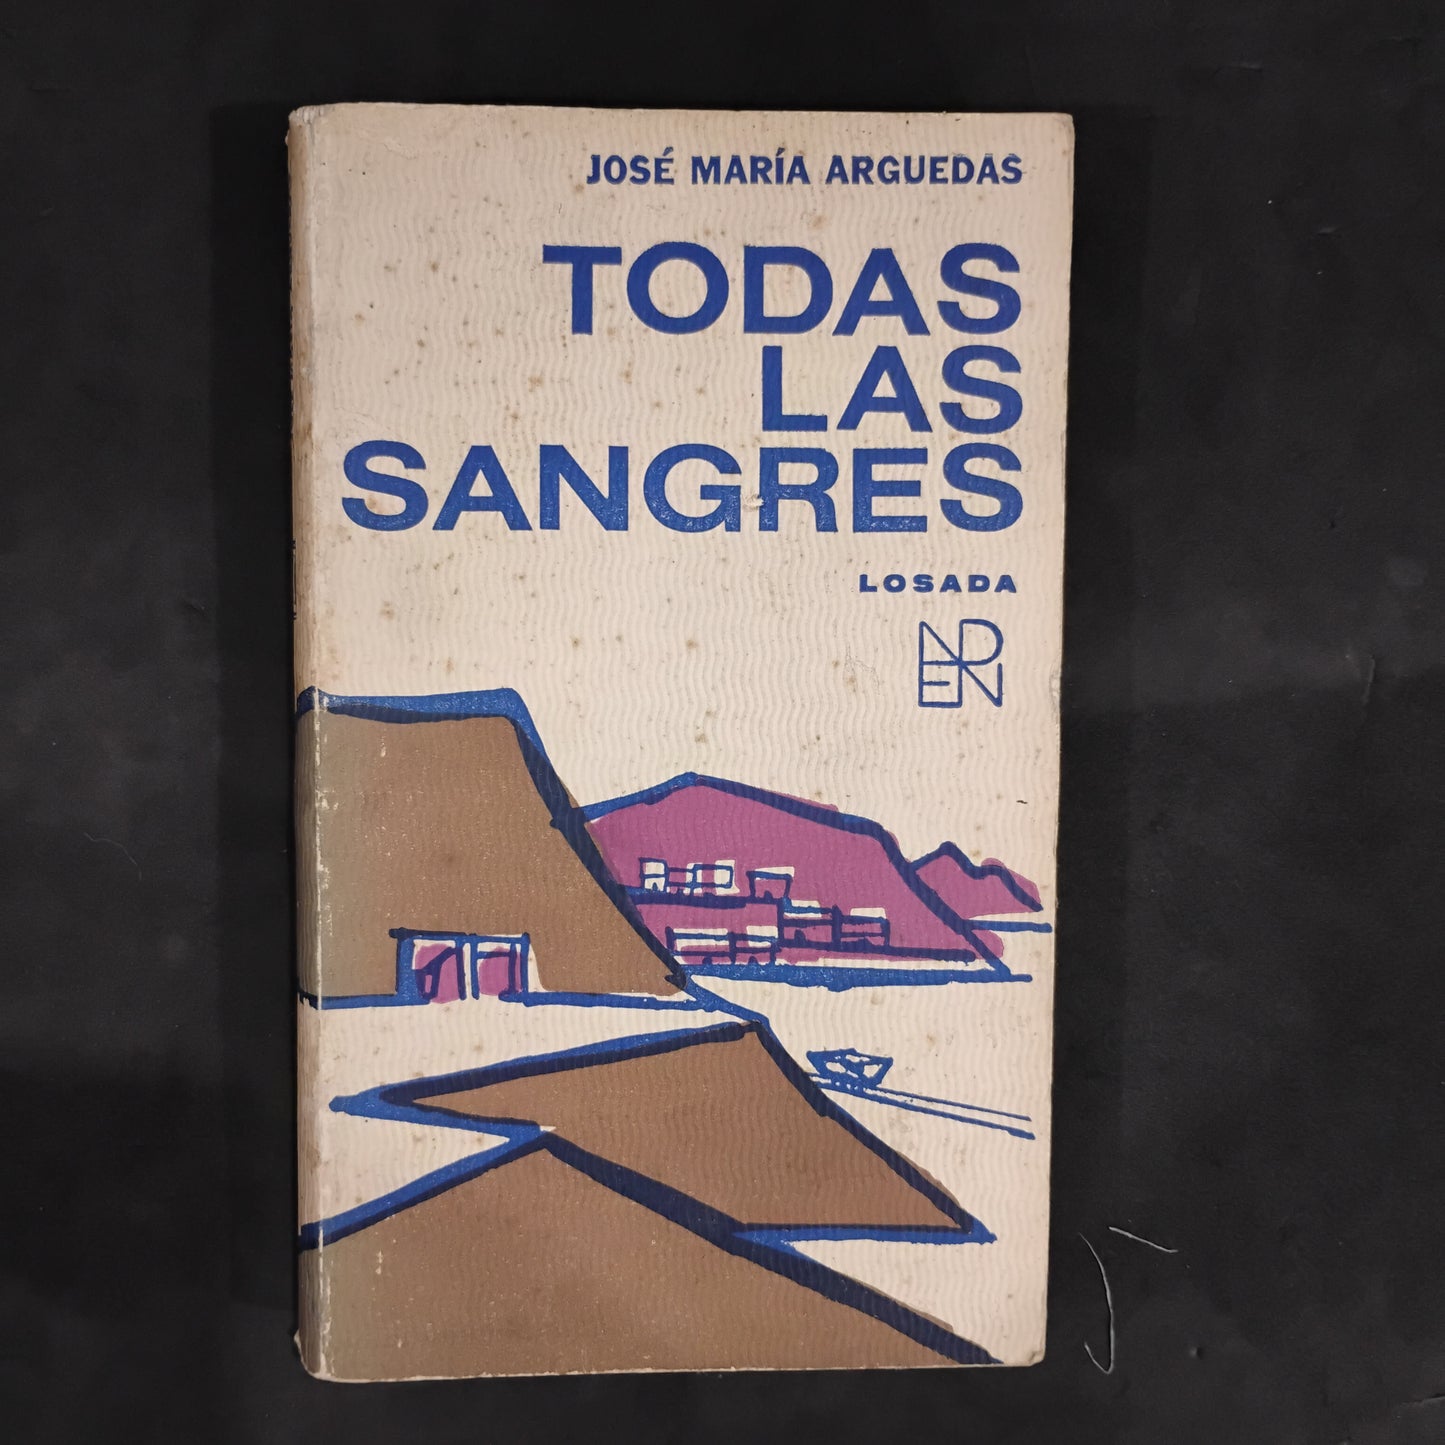 JOSÉ MARÍA ARGUEDAS
TODAS
LAS
SANGRES
LOSADA